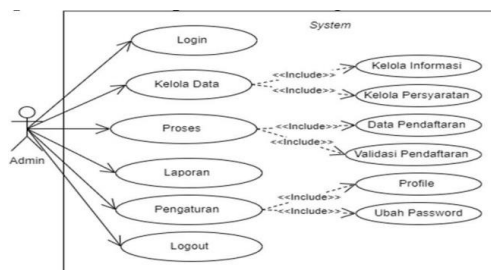 System
Login
Kelola Data
<<Include>>
Kelola Informasi
<<Include>>
Kelola Persyaratan
Admin
Proses
<<Include>>
Data Pendaftaran
<<Include>>
Validasi Pendaftaran
Laporan
Pengaturan
<<Include>>
Profile
<<Include>>
Ubah Password
Logout